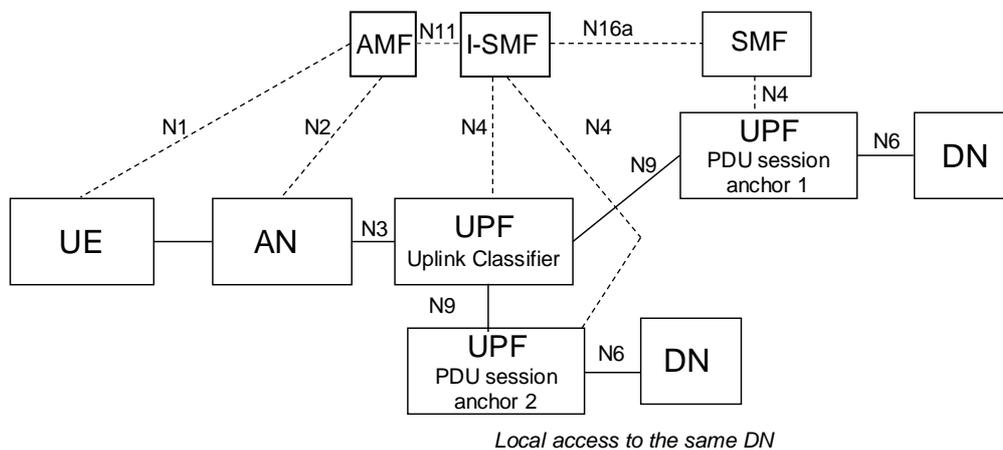 N11
N16a
AMF
I-SMF
SMF
N4
N1
N2
N4
N4
UPF
PDU session
anchor 1
N6
DN
N9
UE
AN
N3
UPF
Uplink Classifier
N9
UPF
PDU session
anchor 2
N6
DN
Local access to the same DN